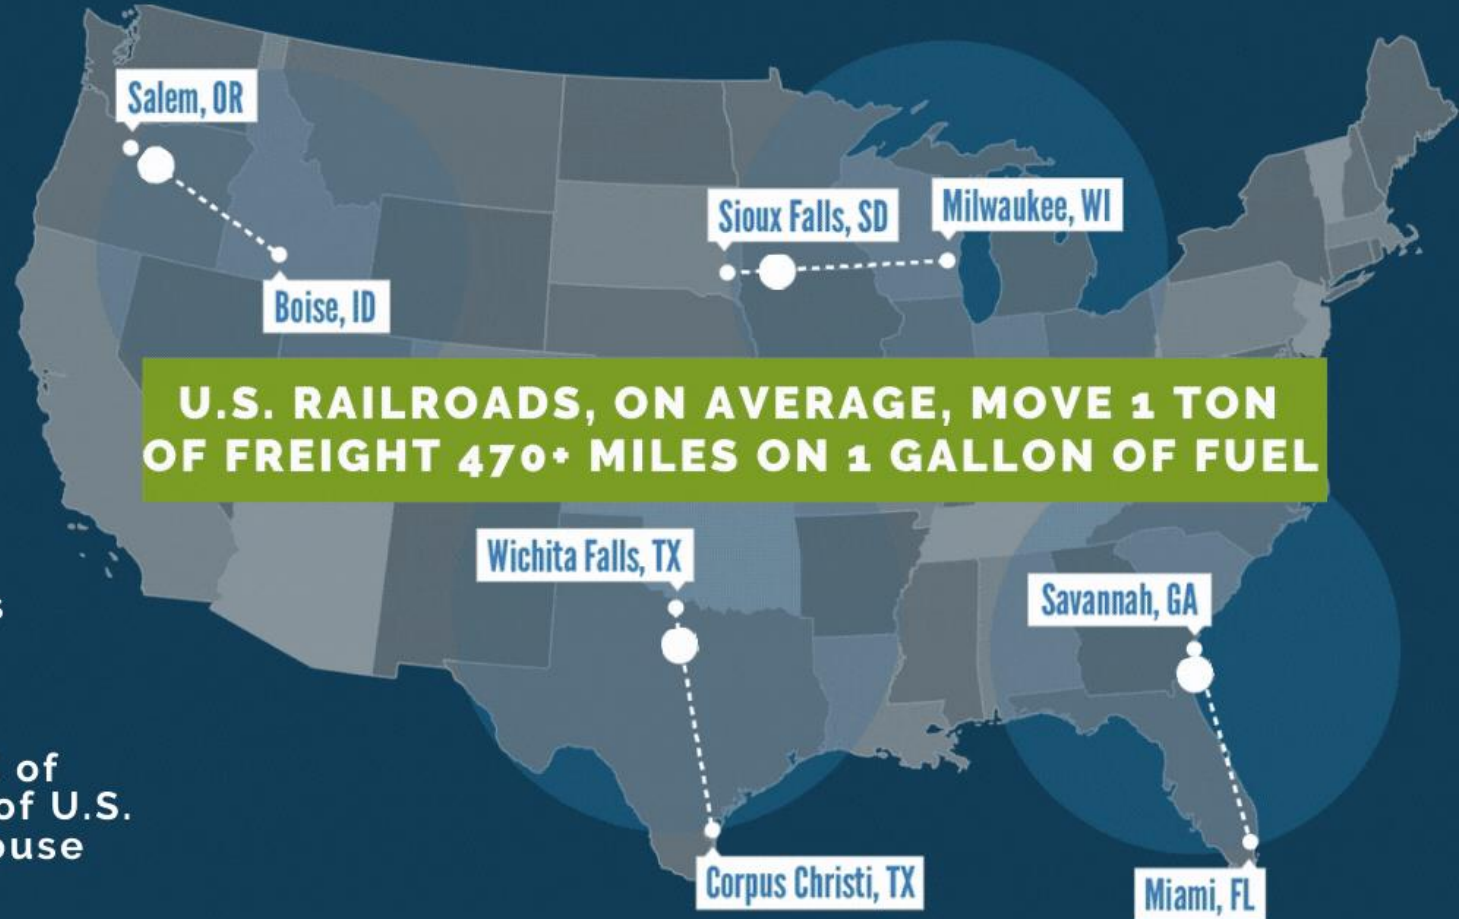 Salem, OR
Sioux Falls, SD
Milwaukee, WI
Boise, ID
U.S. RAILROADS, ON AVERAGE, MOVE 1 TON
OF FREIGHT 470+ MILES ON 1 GALLON OF FUEL
Wichita Falls, TX
Savannah, GA
of
of U.S.
Corpus Christi, TX
Miami, FL